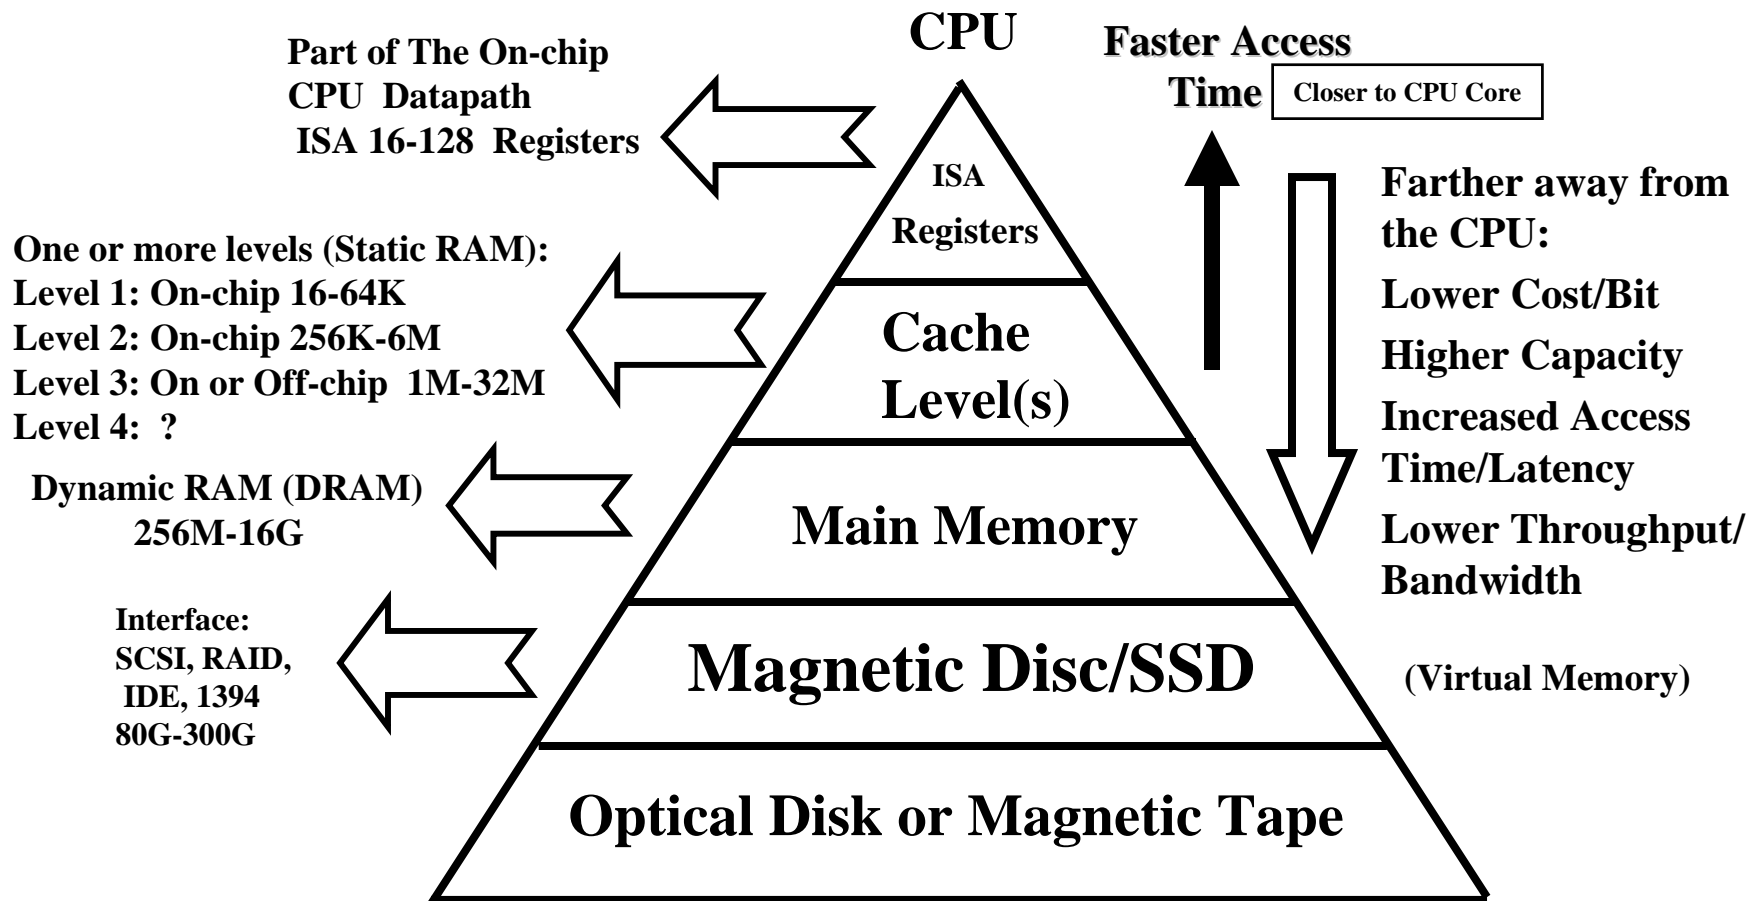 CPU
Part of The On-chip
CPU Datapath
ISA 16-128 Registers
Faster Access
Time
Closer to CPU Core
ISA
Registers
One or more levels (Static RAM):
Level 1: On-chip 16-64K
Level 2: On-chip 256K-6M
Level 3: On or Off-chip 1M-32M
Level 4: ?
Cache
Level(s)
Farther away from
the CPU:
Lower Cost/Bit
Higher Capacity
Increased Access
Time/Latency
Lower Throughput/
Bandwidth
Dynamic RAM (DRAM)
256M-16G
Main Memory
Interface:
SCSI, RAID,
IDE, 1394
80G-300G
Magnetic Disc/SSD
(Virtual Memory)
Optical Disk or Magnetic Tape